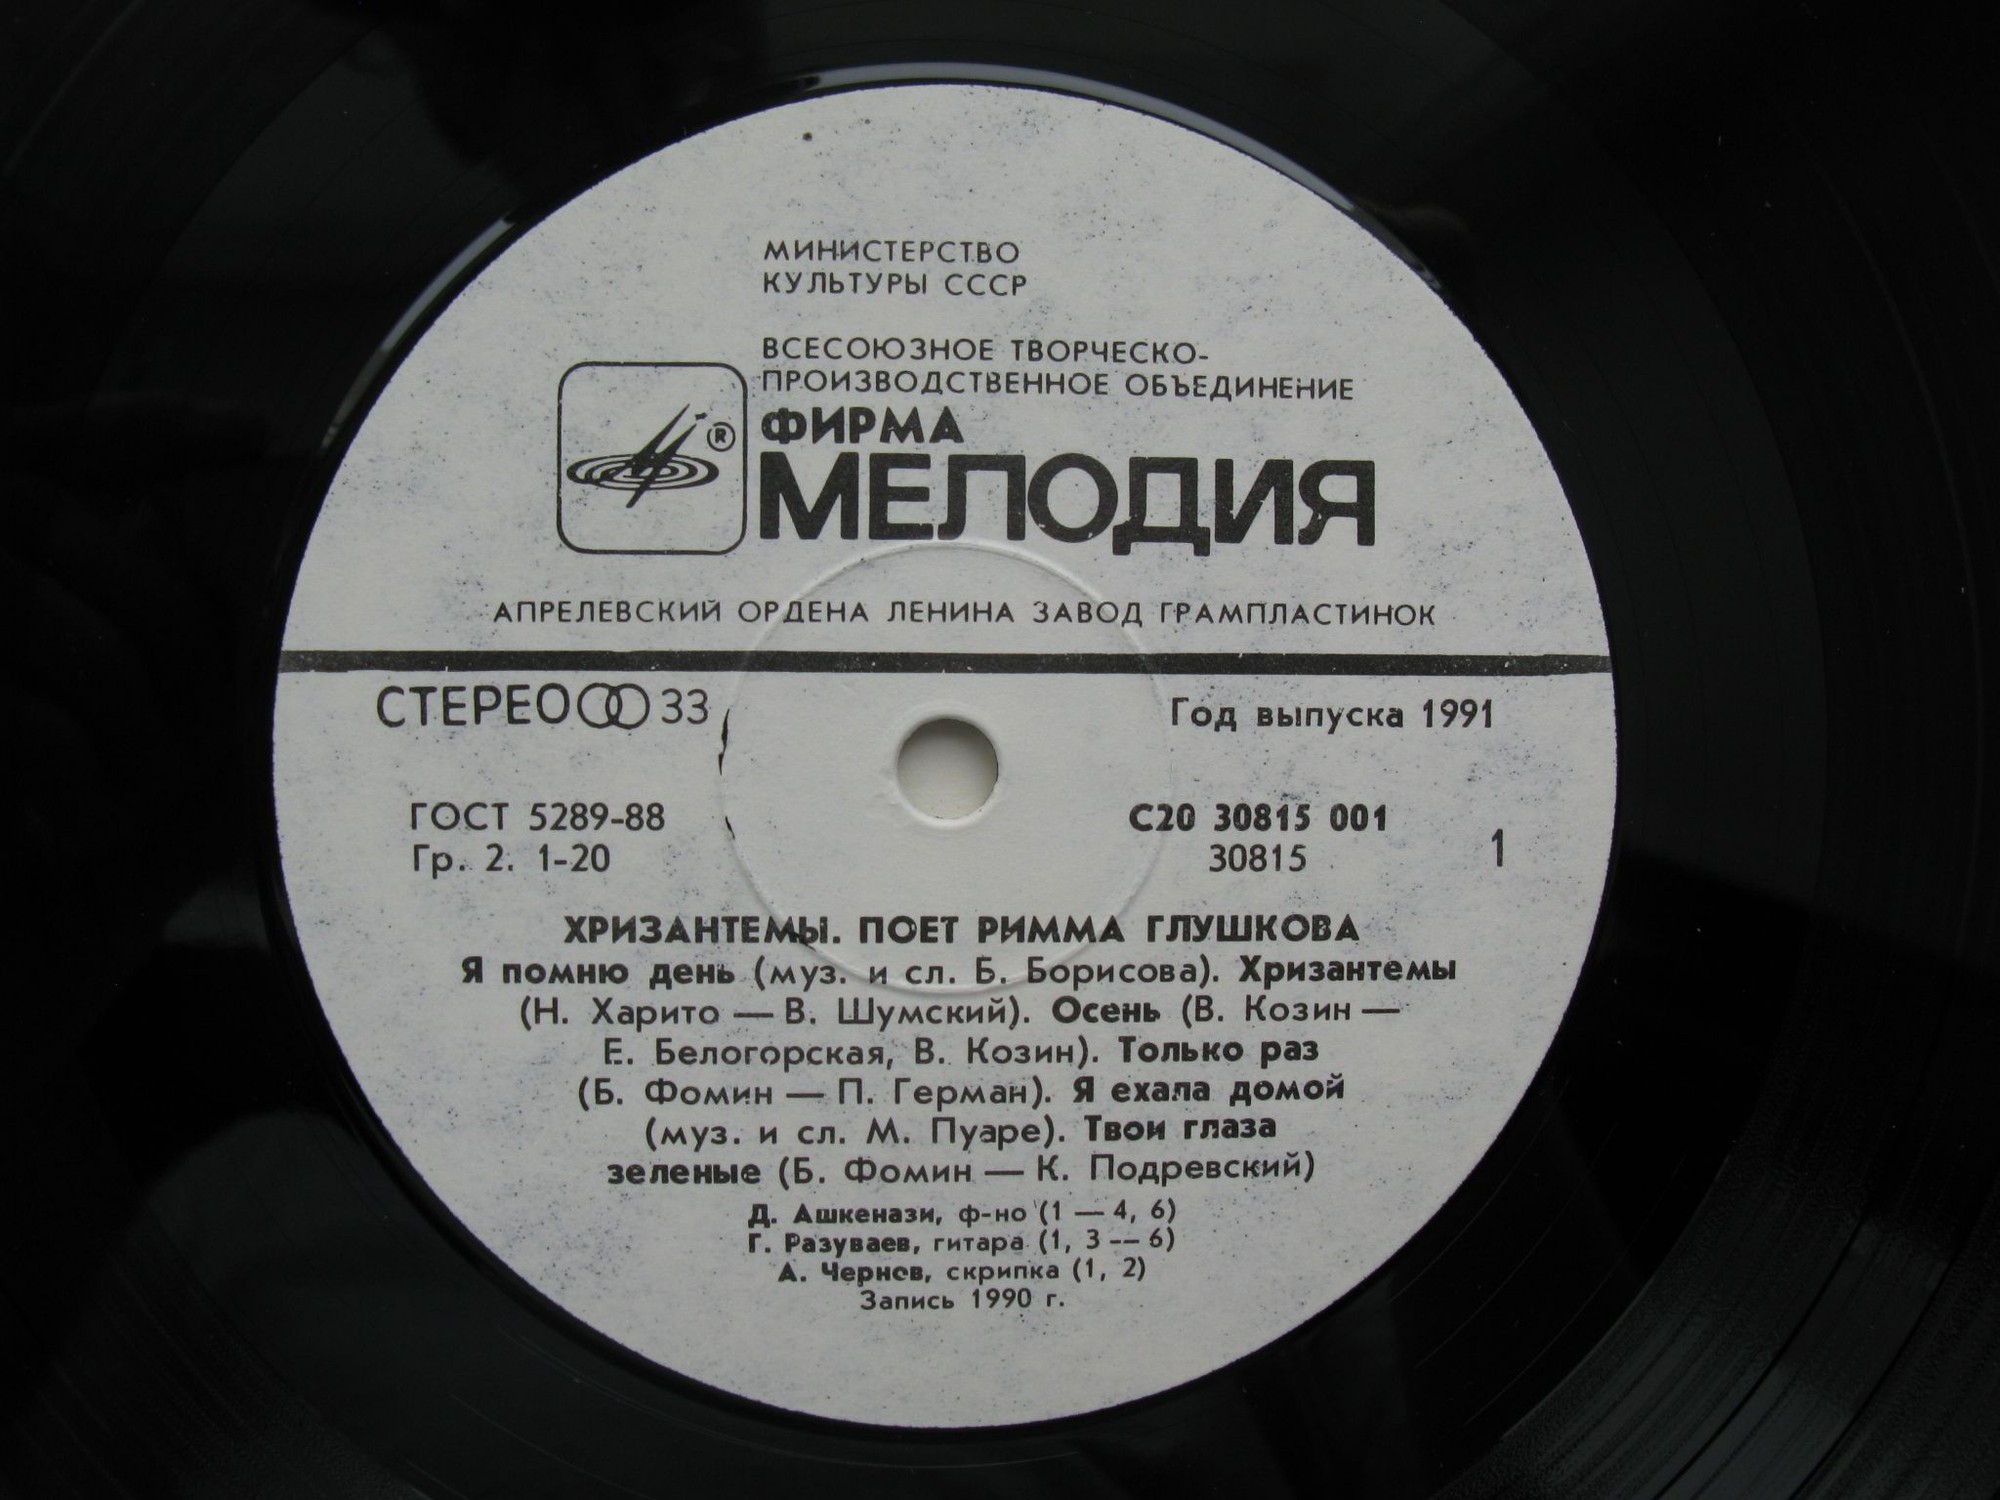 МИНИСТЕРСТВО
КУЛЬТУРЫ СССР
ВСЕСОЮЗНОЕ ТВОРЧЕСКО-
ПРОИЗВОДСТВЕННОЕ ОБЪЕДИНЕНИЕ
®
ФИРМА
МЕЛОДИЯ
АПРЕЛЕВСКИЙ ОРДЕНА ЛЕНИНА ЗАВОД ГРАМПЛАСТИНОК
СТЕРЕО 33
Год выпуска 1991
ГОСТ 5289-88
Гр. 2. 1-20
С20 30815 001
30815
1
ХРИЗАНТЕМЫ. ПОЕТ РИММА ГЛУШКОВА
Я помню день (муз. и сл. Б. Борисова). Хризантемы
(Н. Харито — В. Шумский). Осень (В. Козин —
Е. Белогорская, В. Козин). Только раз
(Б. Фомин — П. Герман). Я ехала домой
(муз. и сл. М. Пуаре). Твои глаза
зеленые (Б. Фомин — К. Подревский)
Д. Ашкенази, ф-но (1 — 4, 6)
Г. Разуваев, гитара (1, 3 — 6)
А. Чернов, скрипка (1, 2)
Запись 1990 г.